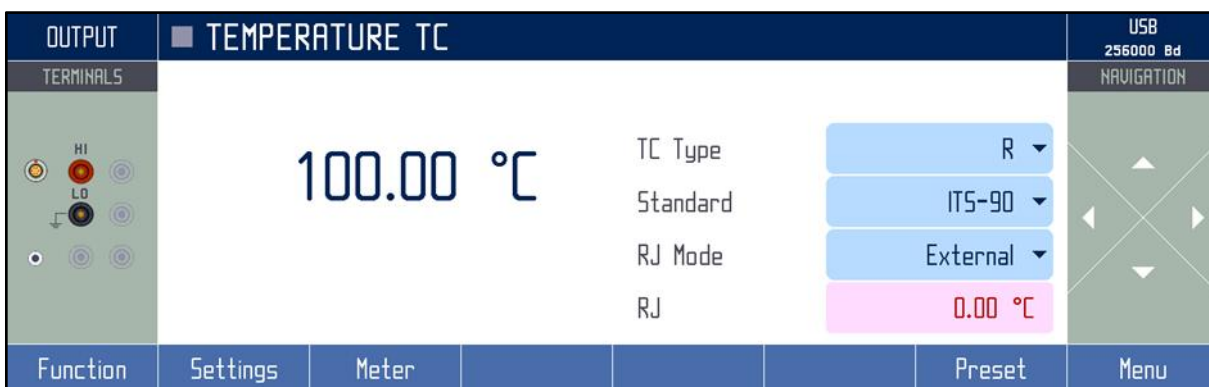 OUTPUT
TEMPERATURE TC
USB
256000 Bd
TERMINALS
NAVIGATION
HI
LO
100.00 °C
TC Type
R
Standard
ITS-90
RJ Mode
External
RJ
0.00 °C
Function
Settings
Meter
Preset
Menu